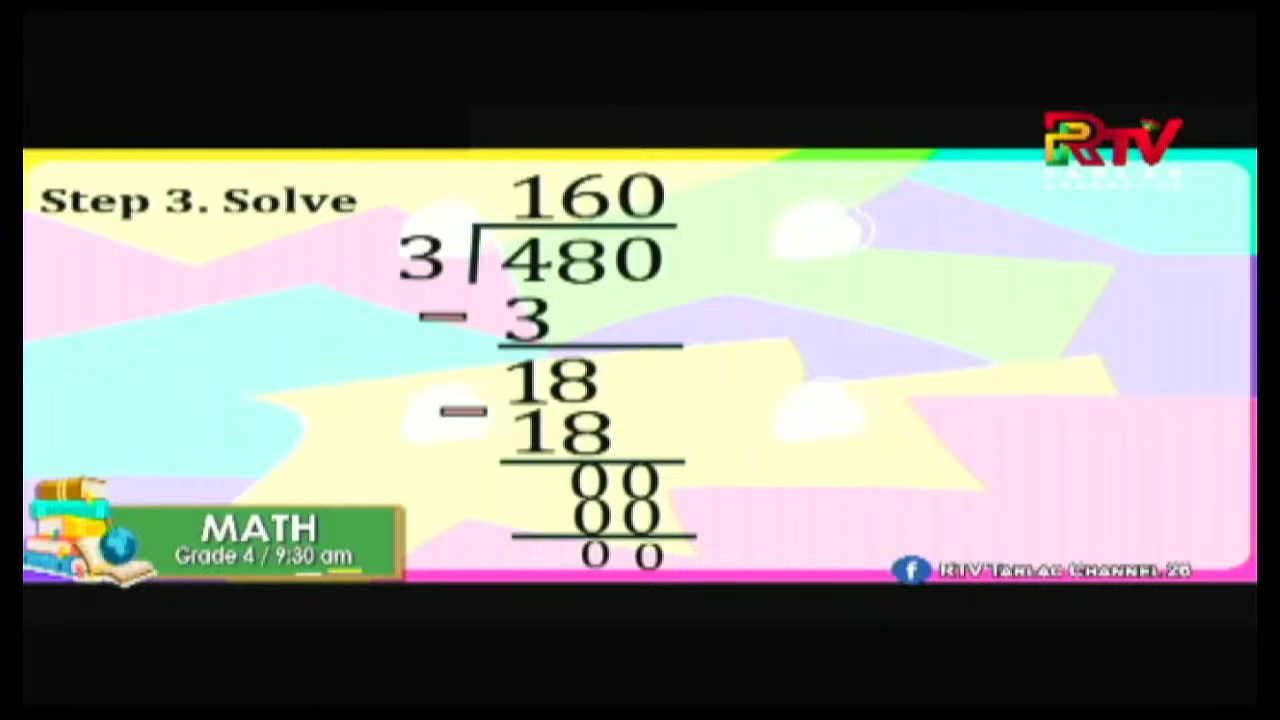 RTV
Step 3. Solve
160
3 480
- 3
18
- 18
00
00
0 0
MATH
Grade 4 / 9:30 am
f RTV Tarlac Channel 26